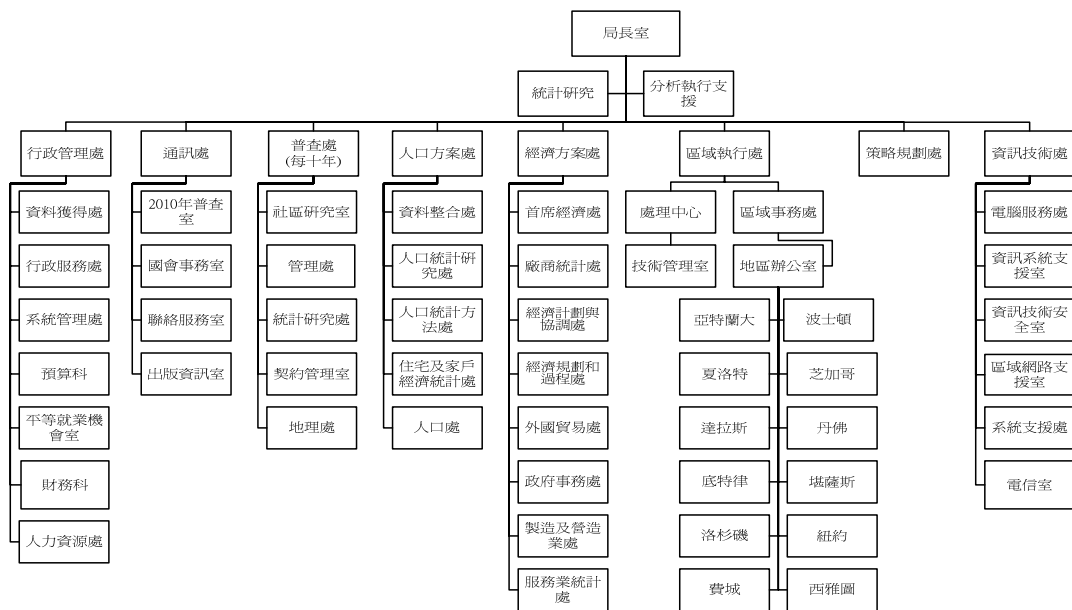 局長室
統計研究
分析執行支
援
行政管理處
通訊處
普查處
(每十年)
人口方案處
經濟方案處
區域執行處
策略規劃處
資訊技術處
資料獲得處
行政服務處
系統管理處
預算科
平等就業機
會室
財務科
人力資源處
2010年普查
室
國會事務室
聯絡服務室
出版資訊室
社區研究室
管理處
統計研究處
契約管理室
地理處
資料整合處
人口統計研
究處
人口統計方
法處
住宅及家戶
經濟統計處
人口處
首席經濟處
廠商統計處
經濟計劃與
協調處
經濟規劃和
過程處
外國貿易處
政府事務處
製造及營造
業處
服務業統計
處
處理中心
區域事務處
技術管理室
地區辦公室
亞特蘭大
波士頓
夏洛特
芝加哥
達拉斯
丹佛
底特律
堪薩斯
洛杉磯
紐約
費城
西雅圖
電腦服務處
資訊系統支
援室
資訊技術安
全室
區域網路支
援室
系統支援處
電信室